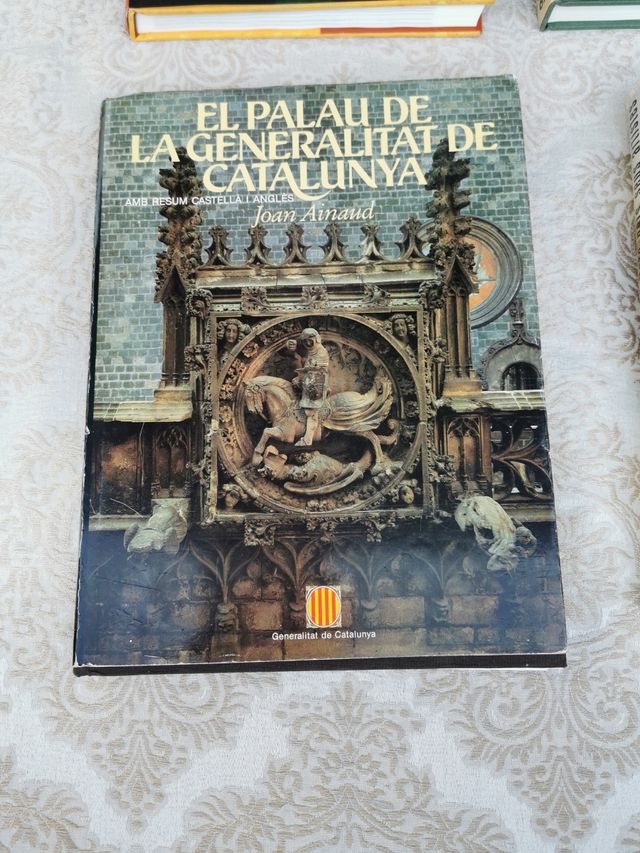 EL PALAU DE
LA GENERALITAT DE
CATALUNYA
AMB RESUM CASTELLÀ I ANGLÈS
Joan Ainaud
Generalitat de Catalunya